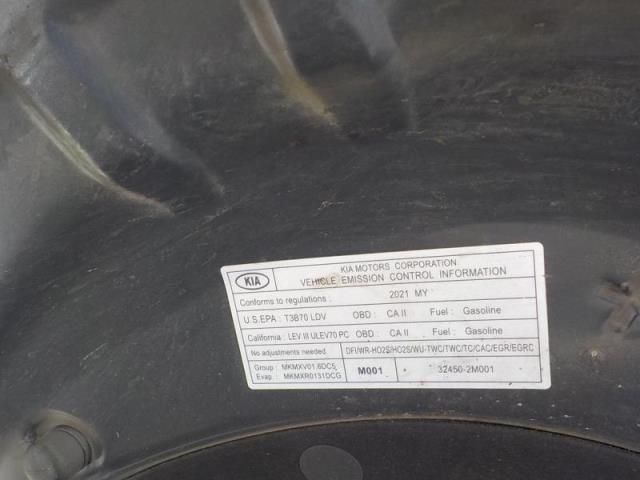 KIA
KIA MOTORS CORPORATION
VEHICLE EMISSION CONTROL INFORMATION
Conforms to regulations : 2021 MY
U.S.EPA : T3B70 LDV OBD : CA II Fuel : Gasoline
California : LEV III ULEV70 PC OBD : CA II Fuel : Gasoline
No adjustments needed. DFI/WR-HO2S/HO2S/WU-TWC/TWC/TC/CAC/EGR/EGRC
Group : MKMXV01.6DC5
Evap. : MKMXR0131DCG
M001 32450-2M001